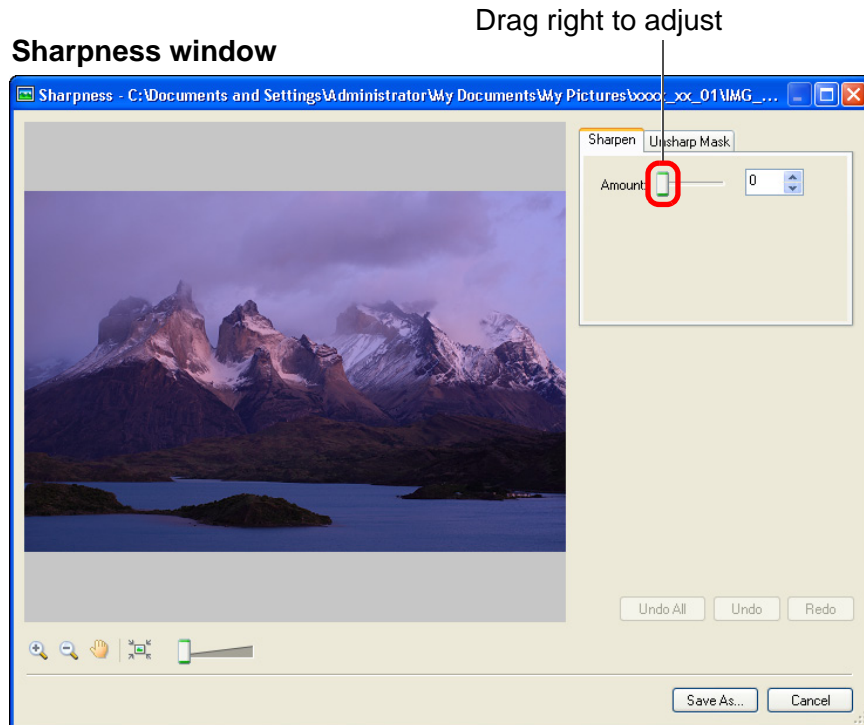 Drag right to adjust
Sharpness window
Sharpness - C:\Documents and Settings\Administrator\My Documents\My Pictures\xxxx_xx_01\IMG_...
Sharpen Unsharp Mask
Amount: 0
Undo All Undo Redo
Save As... Cancel